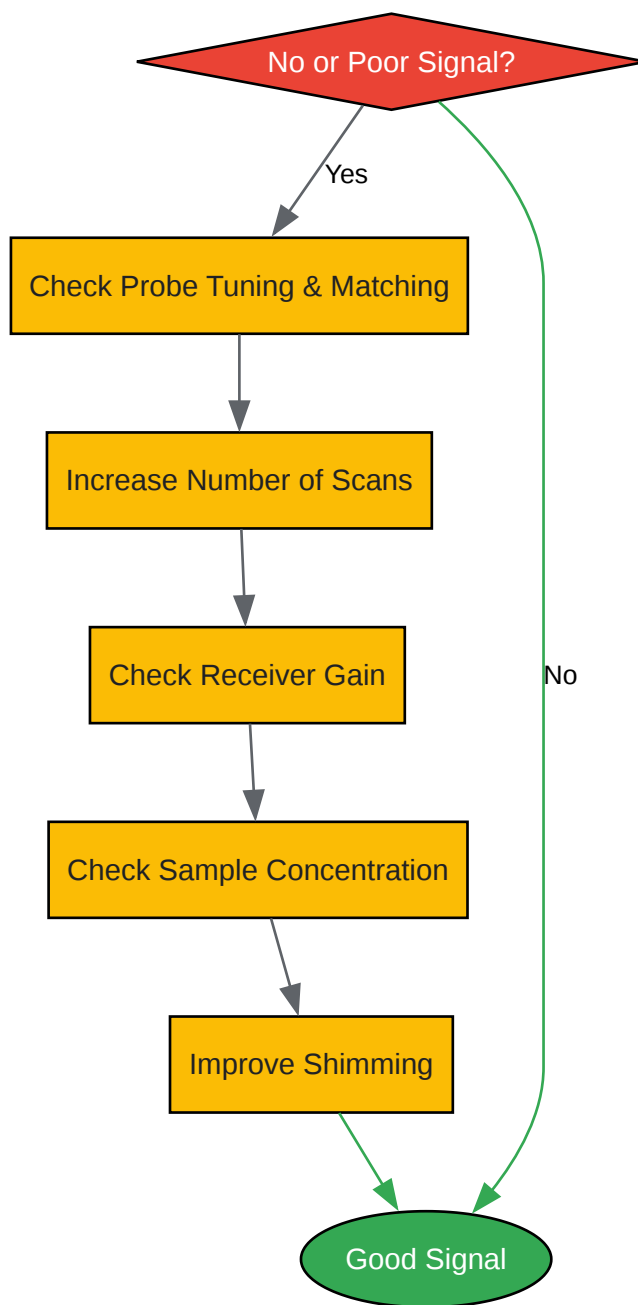 No or Poor Signal?
Yes
Check Probe Tuning & Matching
Increase Number of Scans
Check Receiver Gain
No
Check Sample Concentration
Improve Shimming
Good Signal